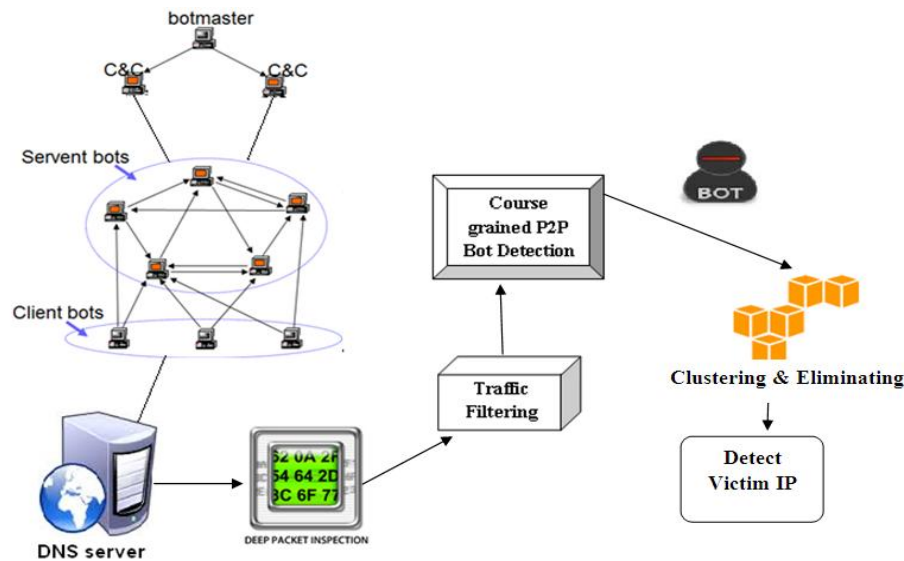 botmaster
C&C
C&C
Servent bots
Client bots
DNS server
52 0A 2F
54 64 2D
3C 6F 77
DEEP PACKET INSPECTION
Traffic
Filtering
Course
grained P2P
Bot Detection
BOT
Clustering & Eliminating
Detect
Victim IP